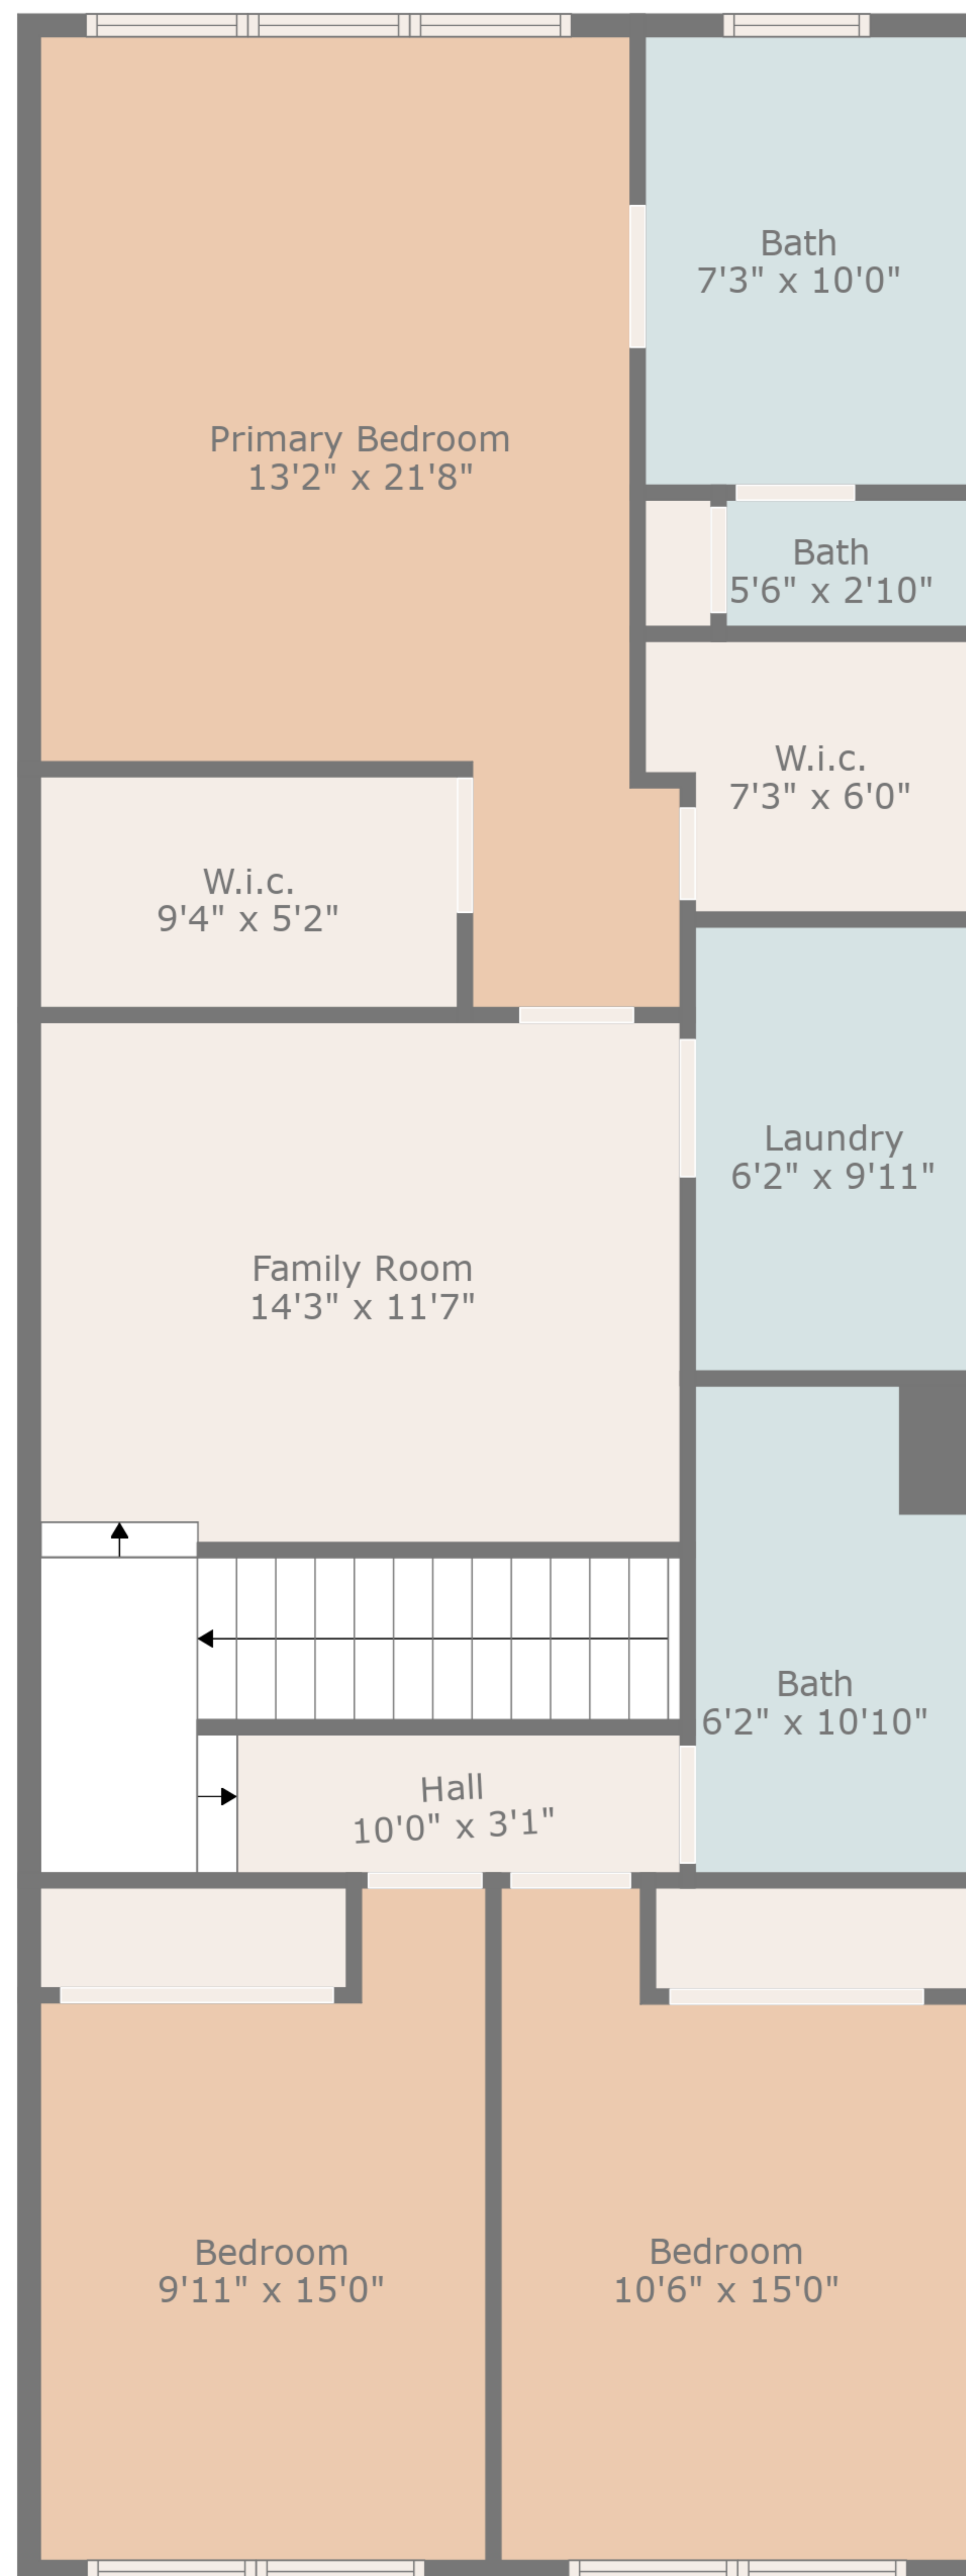 Bath
7'3" x 10'0"
Primary Bedroom
13'2" x 21'8"
Bath
5'6" x 2'10"
W.i.c.
7'3" x 6'0"
W.i.c.
9'4" x 5'2"
Laundry
6'2" x 9'11"
Family Room
14'3" x 11'7"
Bath
6'2" x 10'10"
Hall
10'0" x 3'1"
Bedroom
9'11" x 15'0"
Bedroom
10'6" x 15'0"